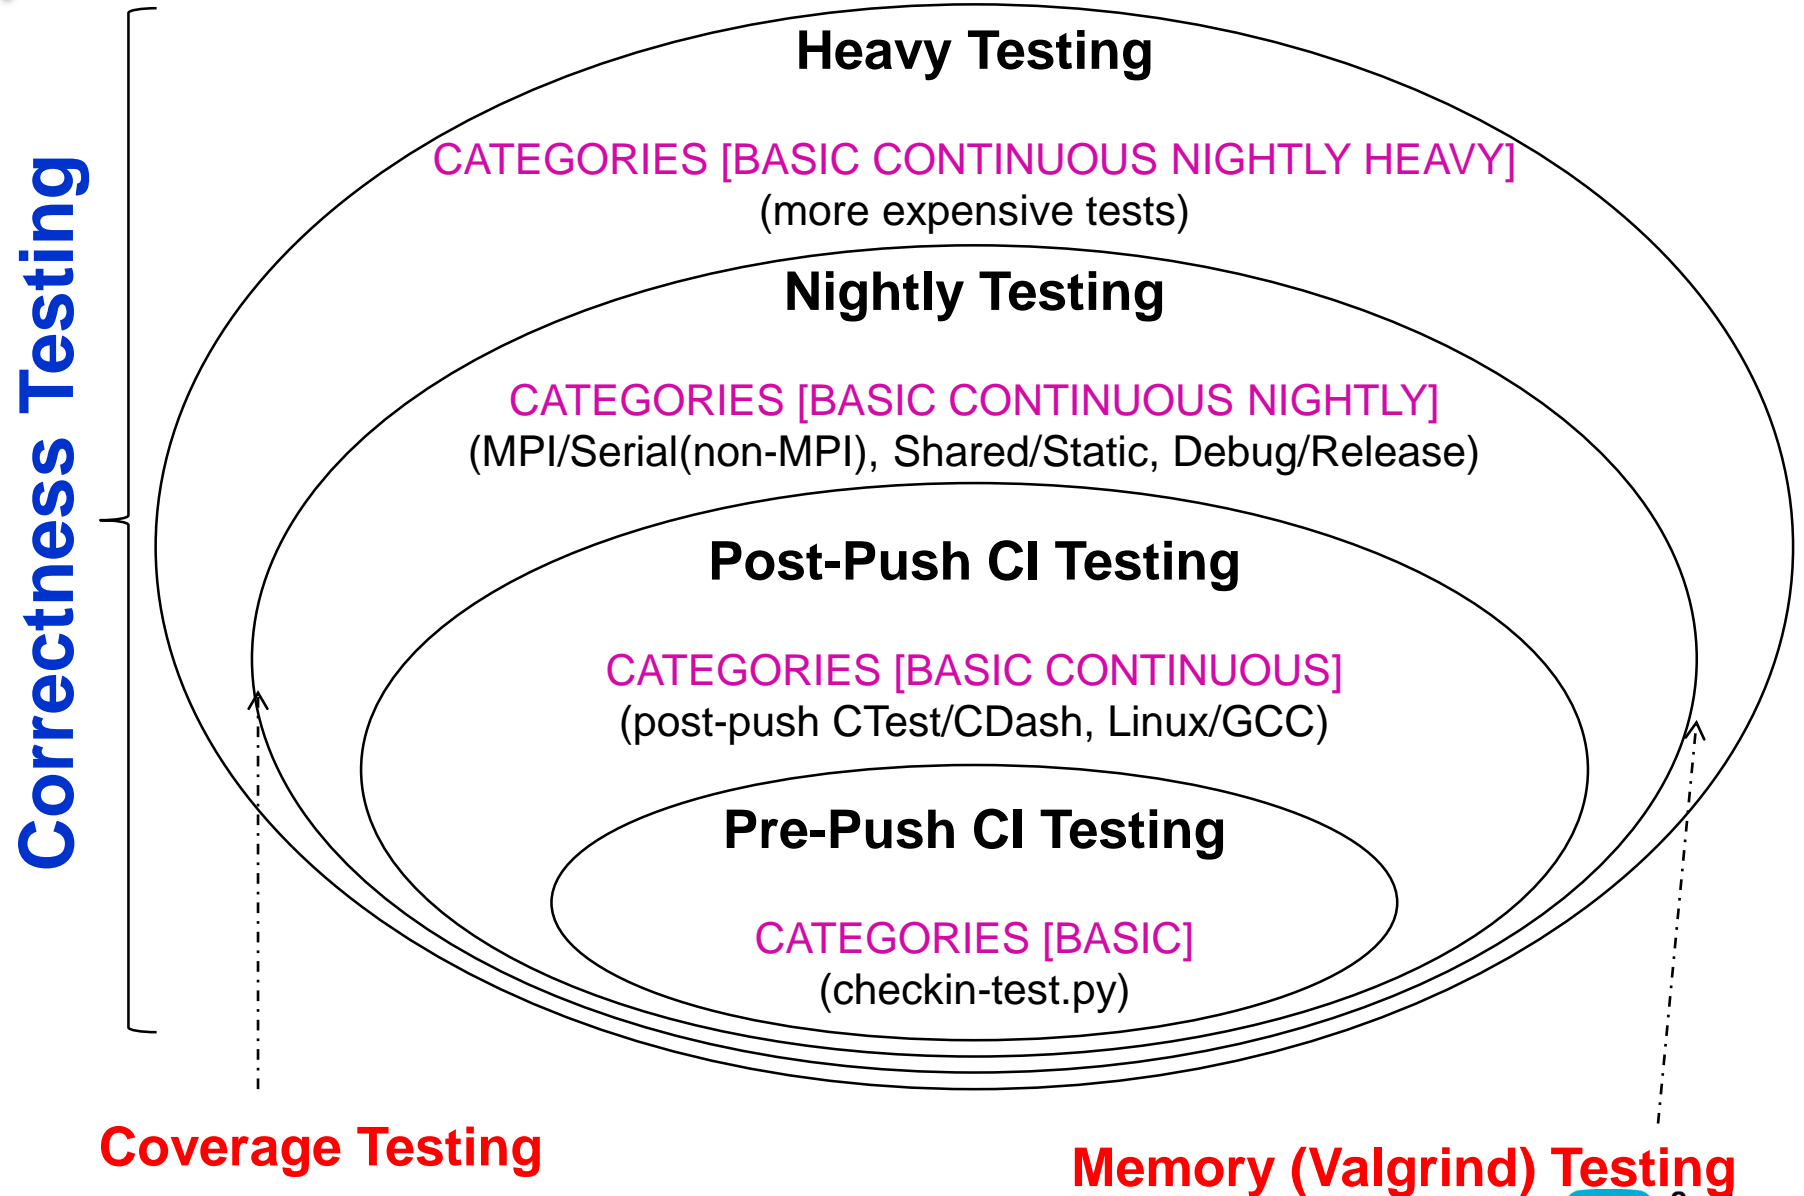 Heavy Testing
CATEGORIES [BASIC CONTINUOUS NIGHTLY HEAVY]
(more expensive tests)
Nightly Testing
CATEGORIES [BASIC CONTINUOUS NIGHTLY]
(MPI/Serial(non-MPI), Shared/Static, Debug/Release)
Post-Push CI Testing
CATEGORIES [BASIC CONTINUOUS]
(post-push CTest/CDash, Linux/GCC)
Pre-Push CI Testing
CATEGORIES [BASIC]
(checkin-test.py)
Correctness Testing
Coverage Testing
Memory (Valgrind) Testing